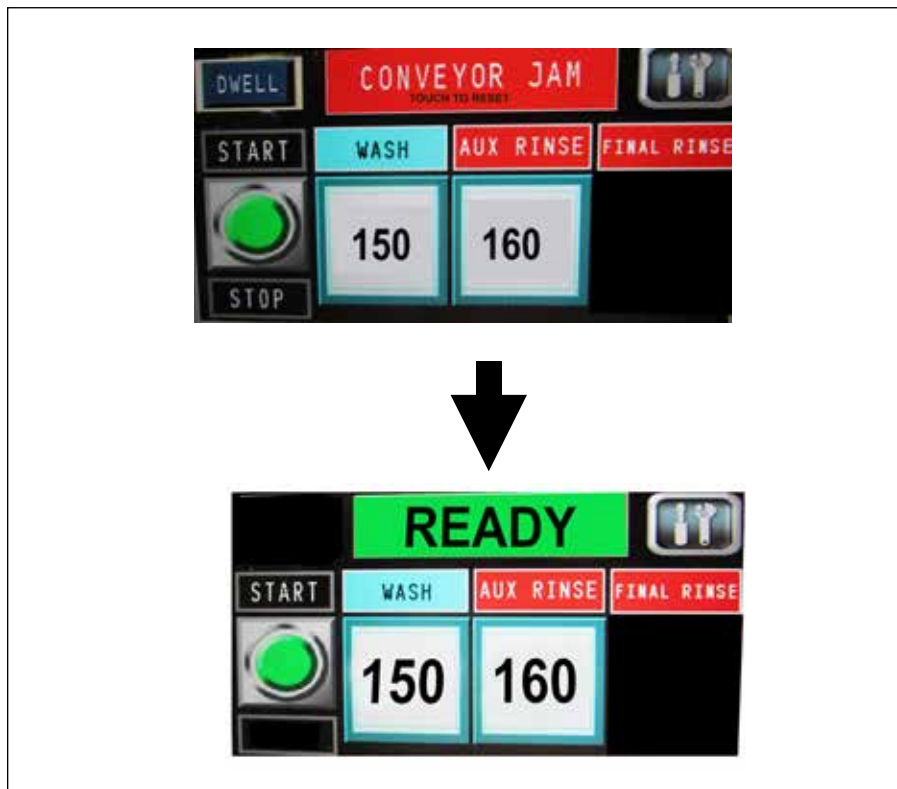 DWELL
CONVEYOR JAM
TOUCH TO RESET
START
WASH
AUX RINSE
FINAL RINSE
150
160
STOP
READY
START
WASH
AUX RINSE
FINAL RINSE
150
160